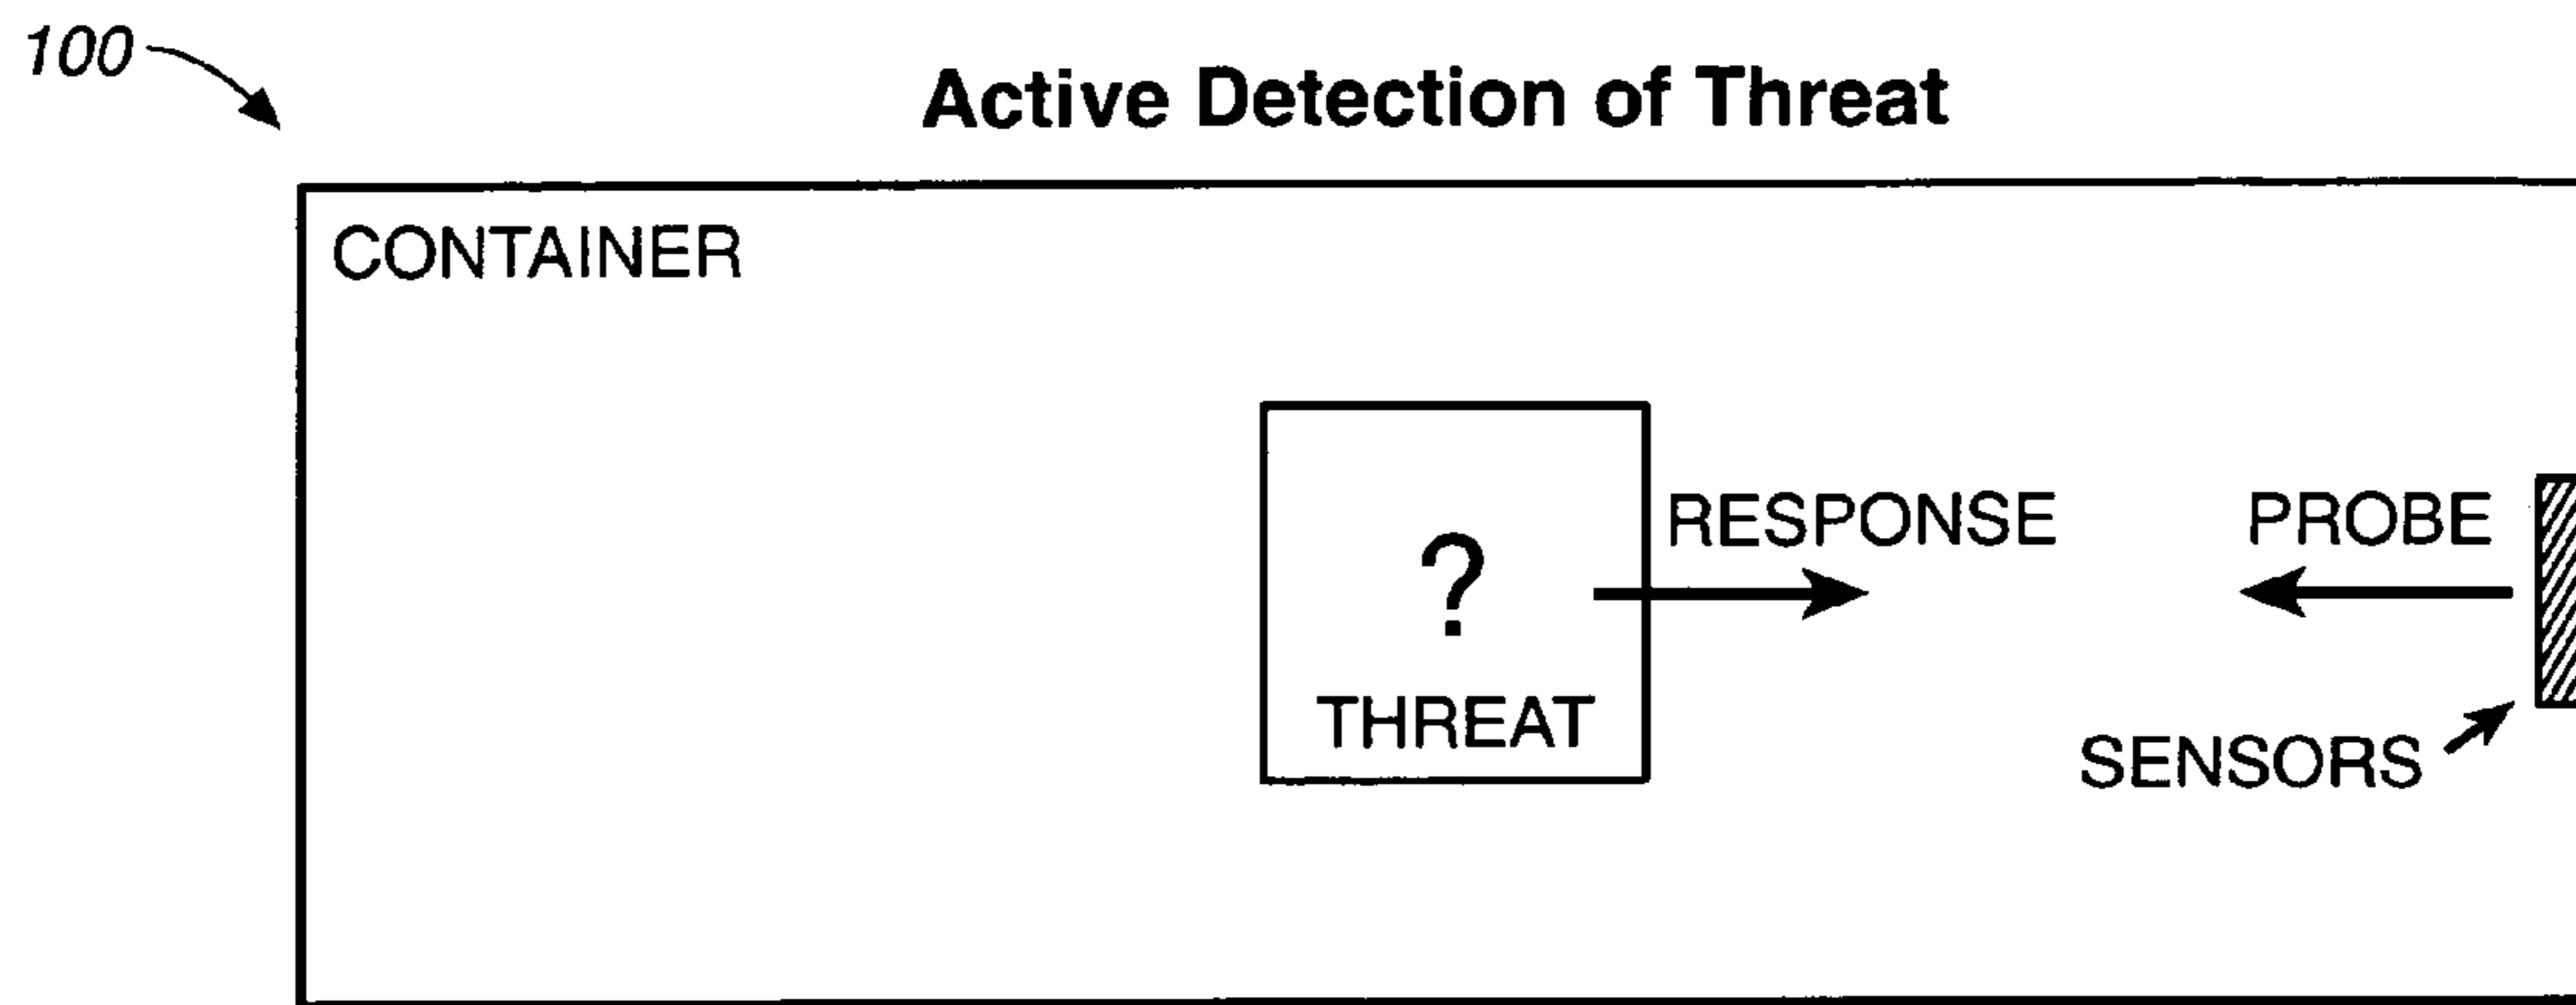 100
Active Detection of Threat
CONTAINER
RESPONSE
PROBE
?
THREAT
SENSORS